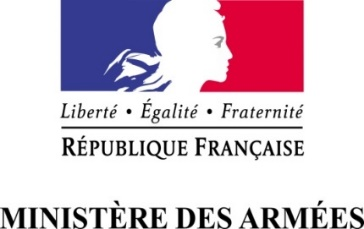 Liberté • Égalité • Fraternité
RÉPUBLIQUE FRANÇAISE
MINISTÈRE DES ARMÉES